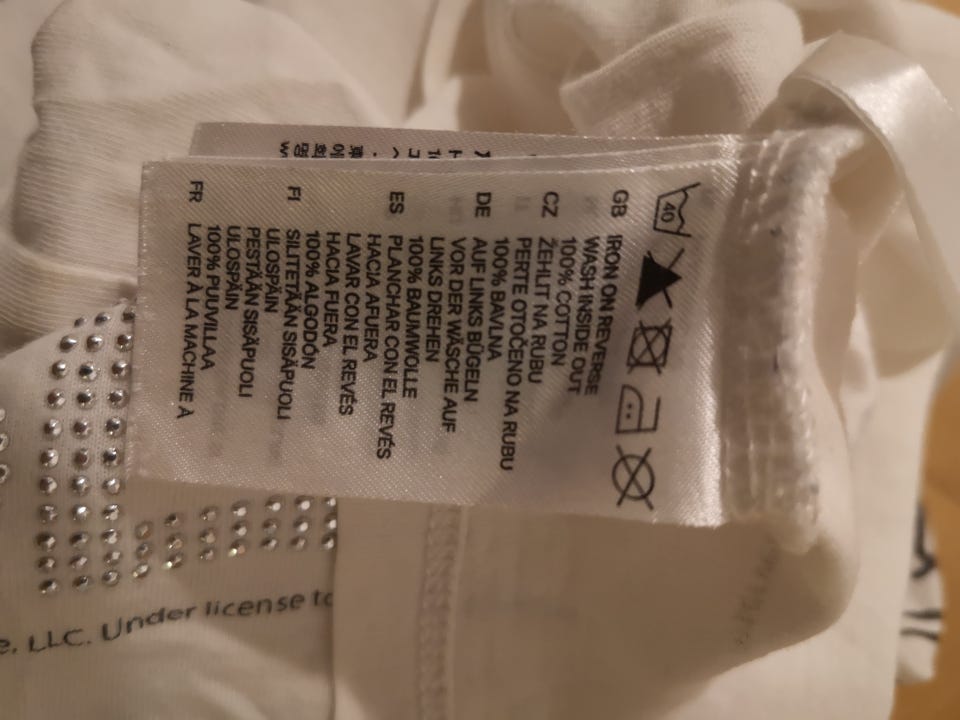 40
GB IRON ON REVERSE
WASH INSIDE OUT
100% COTTON
CZ ŽEHLIT NA RUBU
PERTE OTOČENO NA RUBU
100% BAVLNA
DE AUF LINKS BÜGELN
VOR DER WÄSCHE AUF
LINKS DREHEN
100% BAUMWOLLE
ES PLANCHAR CON EL REVÉS
HACIA AFUERA
LAVAR CON EL REVÉS
HACIA FUERA
100% ALGODÓN
FI SILITETÄÄN SISÄPUOLI
ULOSPÄIN
PESTÄÄN SISÄPUOLI
ULOSPÄIN
100% PUUVILLAA
FR LAVER À LA MACHINE À
LLC. Under license to